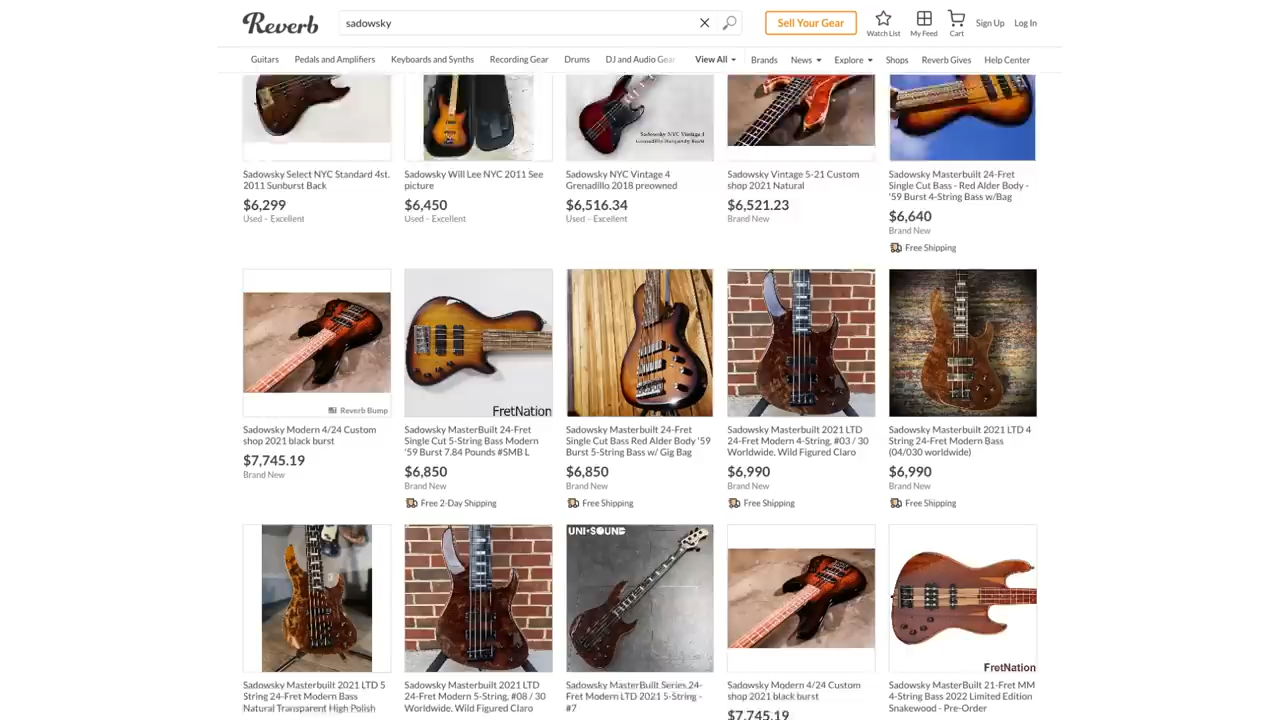 Reverb
sadowsky
Sell Your Gear
Watch List
My Feed
Cart
Sign Up
Log In
Guitars
Pedals and Amplifiers
Keyboards and Synths
Recording Gear
Drums
DJ and Audio Gear
View All
Brands
News
Explore
Shops
Reverb Gives
Help Center
Sadowsky NYC Vintage 4
Grenadillo Burgundy Burst
Sadowsky Select NYC Standard 4st.
2011 Sunburst Back
$6,299
Used – Excellent
Sadowsky Will Lee NYC 2011 See
picture
$6,450
Used – Excellent
Sadowsky NYC Vintage 4
Grenadillo 2018 preowned
$6,516.34
Used – Excellent
Sadowsky Vintage 5-21 Custom
shop 2021 Natural
$6,521.23
Brand New
Sadowsky Masterbuilt 24-Fret
Single Cut Bass - Red Alder Body -
'59 Burst 4-String Bass w/Bag
$6,640
Brand New
Free Shipping
Reverb Bump
Sadowsky Modern 4/24 Custom
shop 2021 black burst
$7,745.19
Brand New
FretNation
Sadowsky MasterBuilt 24-Fret
Single Cut 5-String Bass Modern
'59 Burst 7.84 Pounds #SMB L
$6,850
Brand New
Free 2-Day Shipping
Sadowsky Masterbuilt 24-Fret
Single Cut Bass Red Alder Body '59
Burst 5-String Bass w/ Gig Bag
$6,850
Brand New
Free Shipping
Sadowsky Masterbuilt 2021 LTD
24-Fret Modern 4-String, #03 / 30
Worldwide, Wild Figured Claro
$6,990
Brand New
Free Shipping
Sadowsky Masterbuilt 2021 LTD 4
String 24-Fret Modern Bass
(04/030 worldwide)
$6,990
Brand New
Free Shipping
Sadowsky Masterbuilt 2021 LTD 5
String 24-Fret Modern Bass
Natural Transparent High Polish
Sadowsky Masterbuilt 2021 LTD
24-Fret Modern 5-String, #08 / 30
Worldwide, Wild Figured Claro
UNI•SOUND
Sadowsky MasterBuilt Series 24-
Fret Modern LTD 2021 5-String -
#7
Sadowsky Modern 4/24 Custom
shop 2021 black burst
$7,745.19
FretNation
Sadowsky MasterBuilt 21-Fret MM
4-String Bass 2022 Limited Edition
Snakewood - Pre-Order